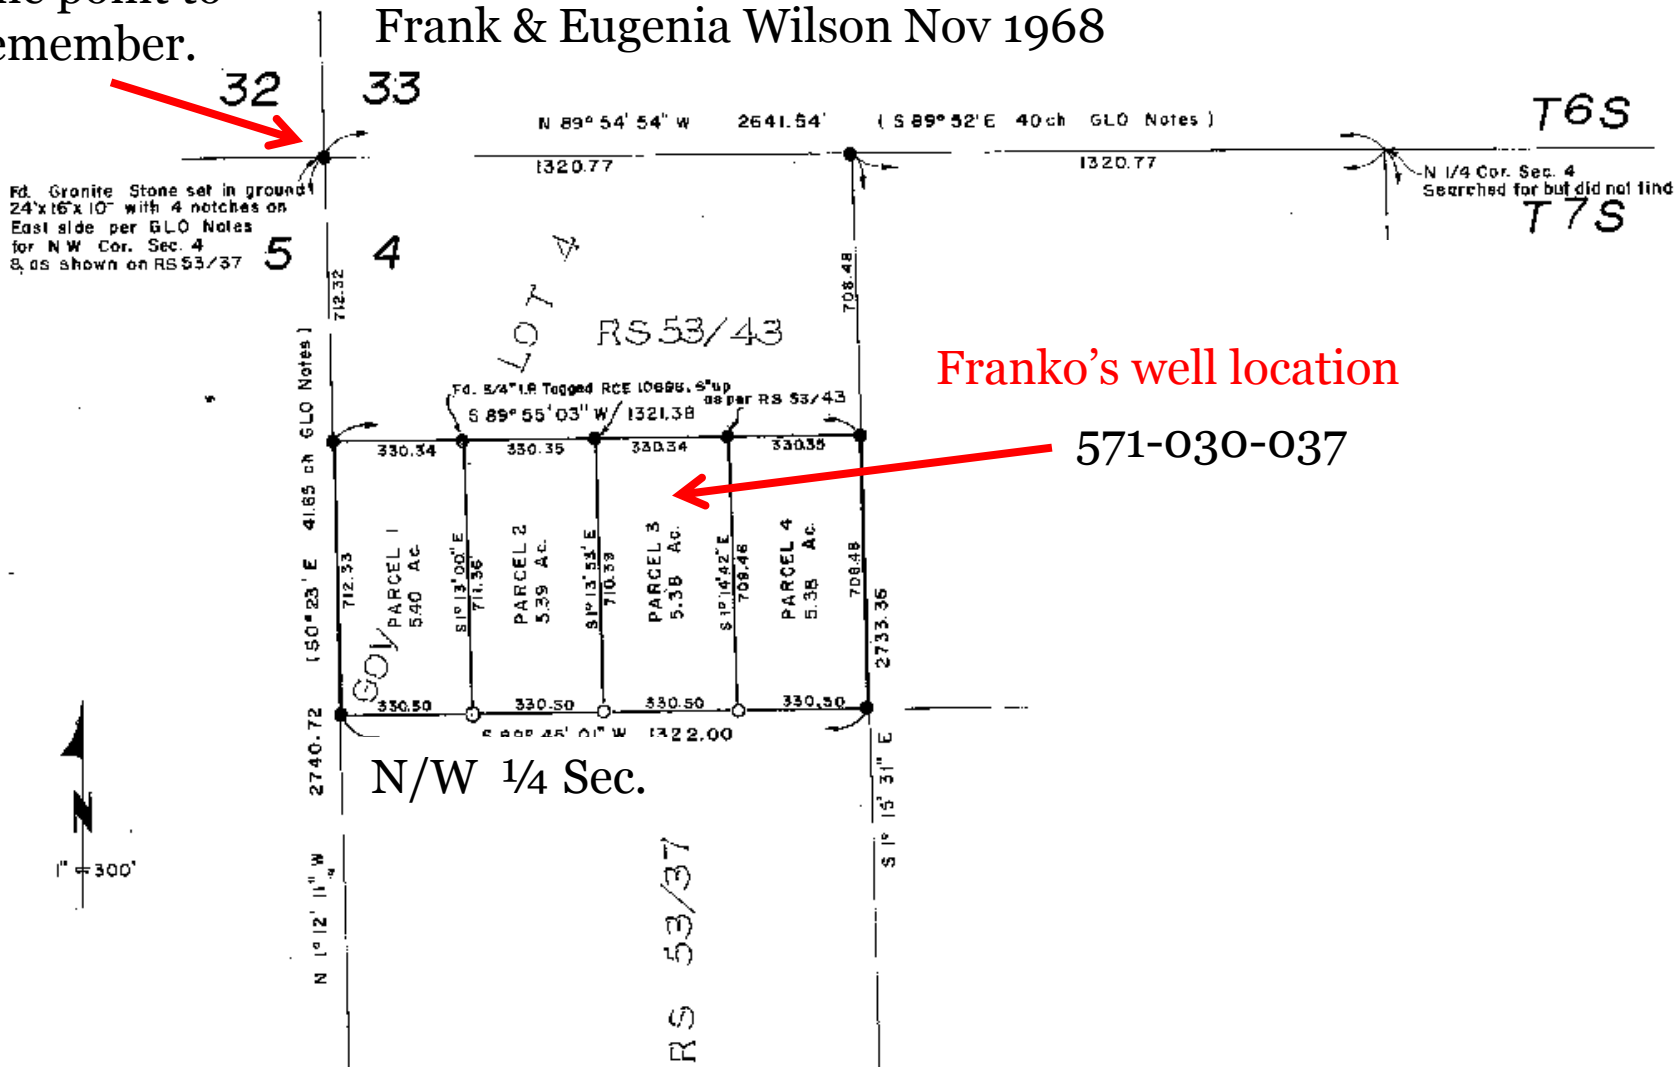 ne point to
emember.
Frank & Eugenia Wilson Nov 1968
32
33
N 89° 54' 54" W 2641.54' ( S 89° 52' E 40 ch GLO Notes )
T6S
1320.77
1320.77
Fd. Granite Stone set in ground
24"x16"x10" with 4 notches on
East side per GLO Notes
for N W Cor. Sec. 4
& as shown on RS 53/37
N 1/4 Cor. Sec. 4
Searched for but did not find
T7S
5
4
712.32
708.48
LOT 4
RS 53/43
Franko's well location
571-030-037
Fd. 3/4" I.P. Tagged RCE 10898, 6" up
as per RS 53/43
S 89° 55' 03" W 1321.38
330.34
330.35
330.34
330.35
(S0° 23' E 41.65 ch GLO Notes )
712.33
PARCEL 1
5.40 Ac.
S 1° 13' 00" E
711.36
PARCEL 2
5.39 Ac.
S 1° 13' 53" E
710.39
PARCEL 3
5.38 Ac.
S 1° 14' 42" E
709.46
PARCEL 4
5.38 Ac.
708.48
2733.36
GOV
330.50
330.50
330.50
330.50
S 89° 45' 01" W 1322.00
2740.72
N/W ¼ Sec.
N 1° 12' 11" W
S 1° 15' 31" E
N
1" = 300'
RS 53/37